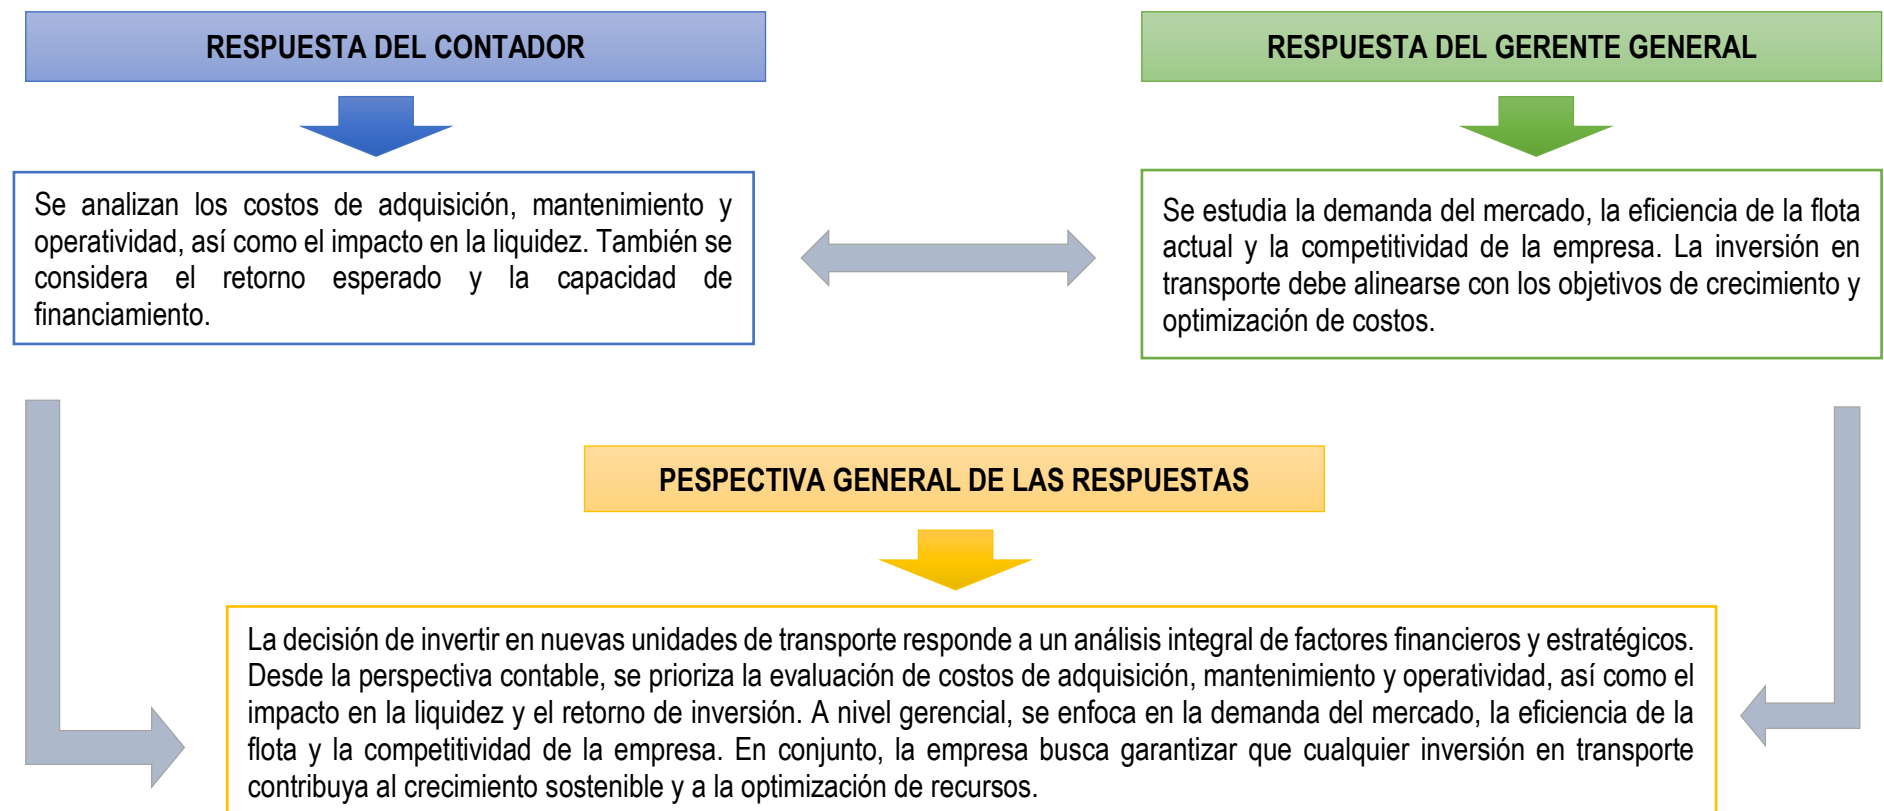 RESPUESTA DEL CONTADOR
RESPUESTA DEL GERENTE GENERAL
Se analizan los costos de adquisición, mantenimiento y
operatividad, así como el impacto en la liquidez. También se
considera el retorno esperado y la capacidad de
financiamiento.
Se estudia la demanda del mercado, la eficiencia de la flota
actual y la competitividad de la empresa. La inversión en
transporte debe alinearse con los objetivos de crecimiento y
optimización de costos.
PESPECTIVA GENERAL DE LAS RESPUESTAS
La decisión de invertir en nuevas unidades de transporte responde a un análisis integral de factores financieros y estratégicos.
Desde la perspectiva contable, se prioriza la evaluación de costos de adquisición, mantenimiento y operatividad, así como el
impacto en la liquidez y el retorno de inversión. A nivel gerencial, se enfoca en la demanda del mercado, la eficiencia de la
flota y la competitividad de la empresa. En conjunto, la empresa busca garantizar que cualquier inversión en transporte
contribuya al crecimiento sostenible y a la optimización de recursos.